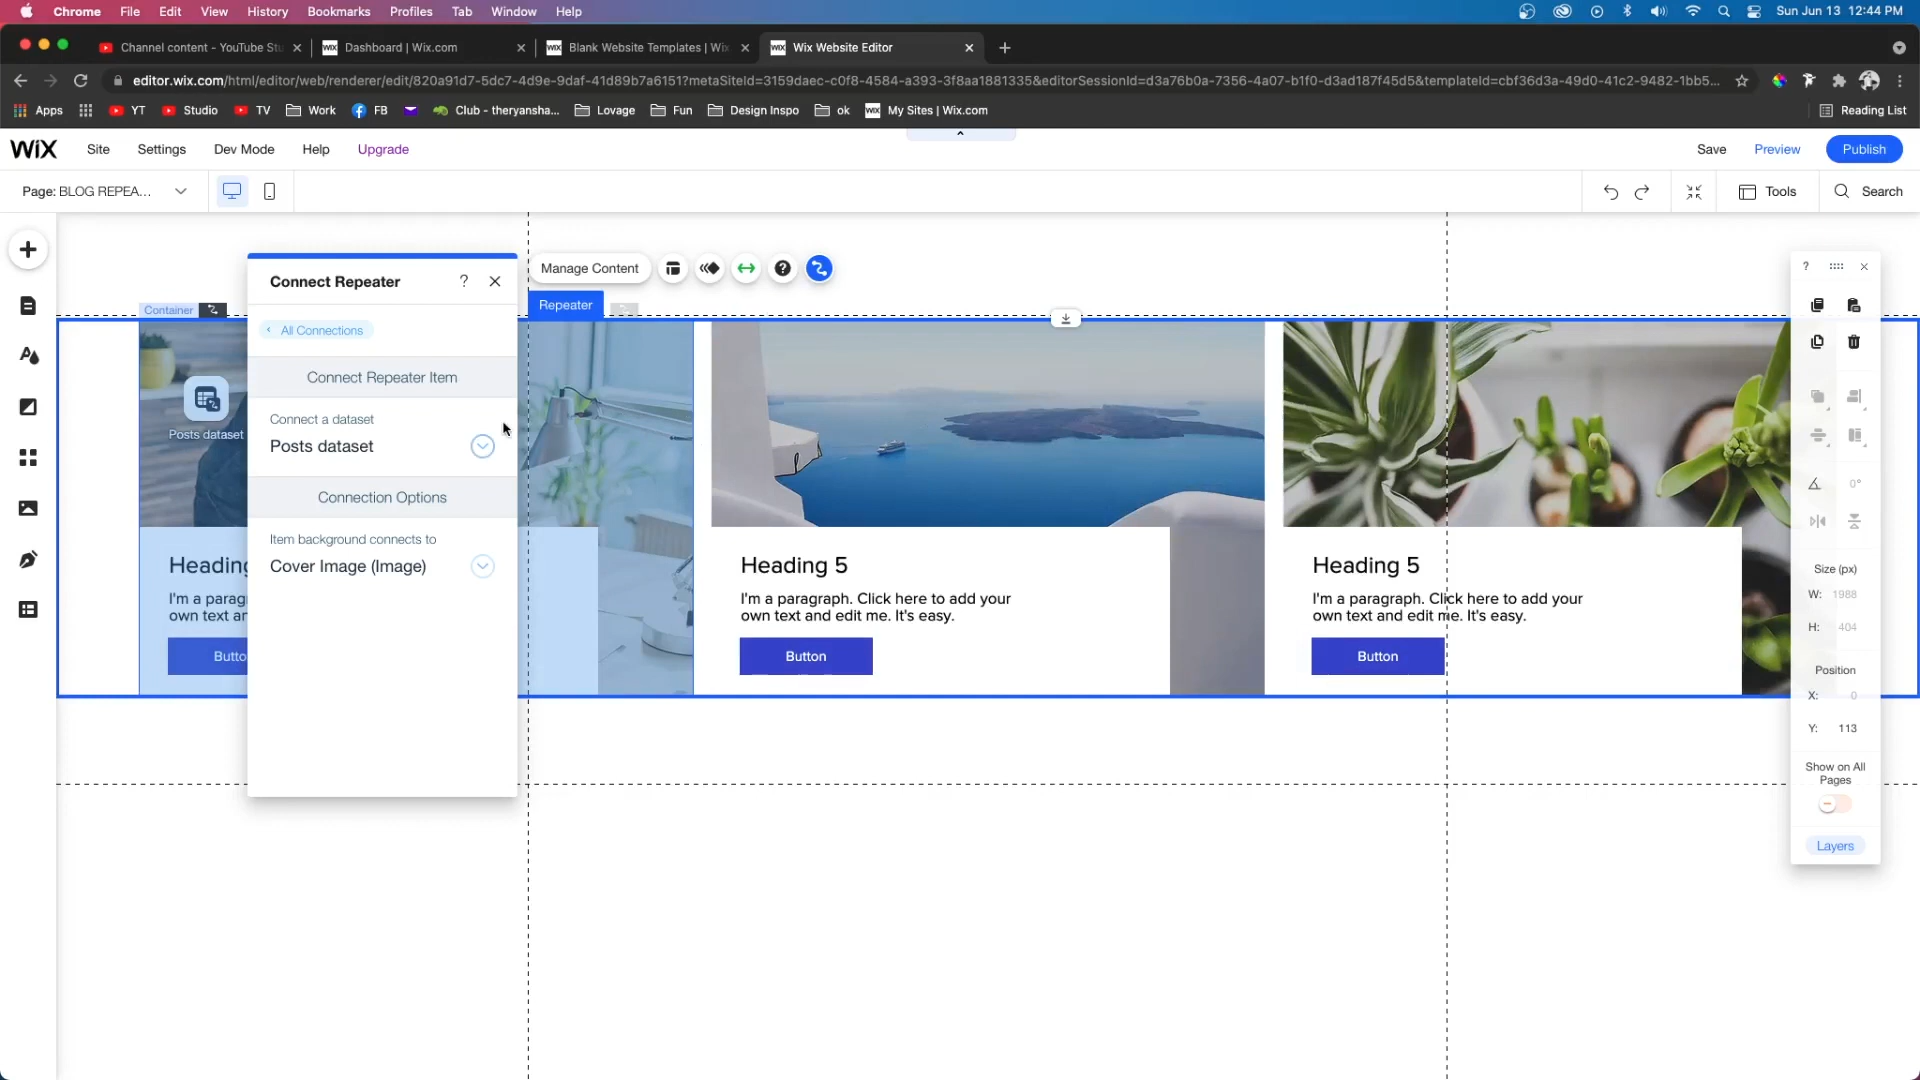 Chrome File Edit View History Bookmarks Profiles Tab Window Help Sun Jun 13 12:44 PM
Channel content - YouTube Stu Dashboard | Wix.com Blank Website Templates | Wix Wix Website Editor
editor.wix.com/html/editor/web/renderer/edit/820a91d7-5dc7-4d9e-9daf-41d89b7a6151?metaSiteId=3159daec-c0f8-4584-a393-3f8aa1881335&editorSessionId=d3a76b0a-7356-4a07-b1f0-d3ad187f45d5&templateId=cbf36d3a-49d0-41c2-9482-1bb5...
Apps YT Studio TV Work FB Club - theryansha... Lovage Fun Design Inspo ok My Sites | Wix.com Reading List
WiX Site Settings Dev Mode Help Upgrade Save Preview Publish
Page: BLOG REPEA... Tools Search
Connect Repeater ?
Manage Content
Repeater
Container
All Connections
Connect Repeater Item
Connect a dataset
Posts dataset
Posts dataset
Connection Options
Item background connects to
Cover Image (Image)
Heading
I'm a parag
own text an
Butto
Heading 5
I'm a paragraph. Click here to add your
own text and edit me. It's easy.
Button
Heading 5
I'm a paragraph. Click here to add your
own text and edit me. It's easy.
Button
?
0°
Size (px)
W: 1988
H: 404
Position
X: 0
Y: 113
Show on All
Pages
Layers